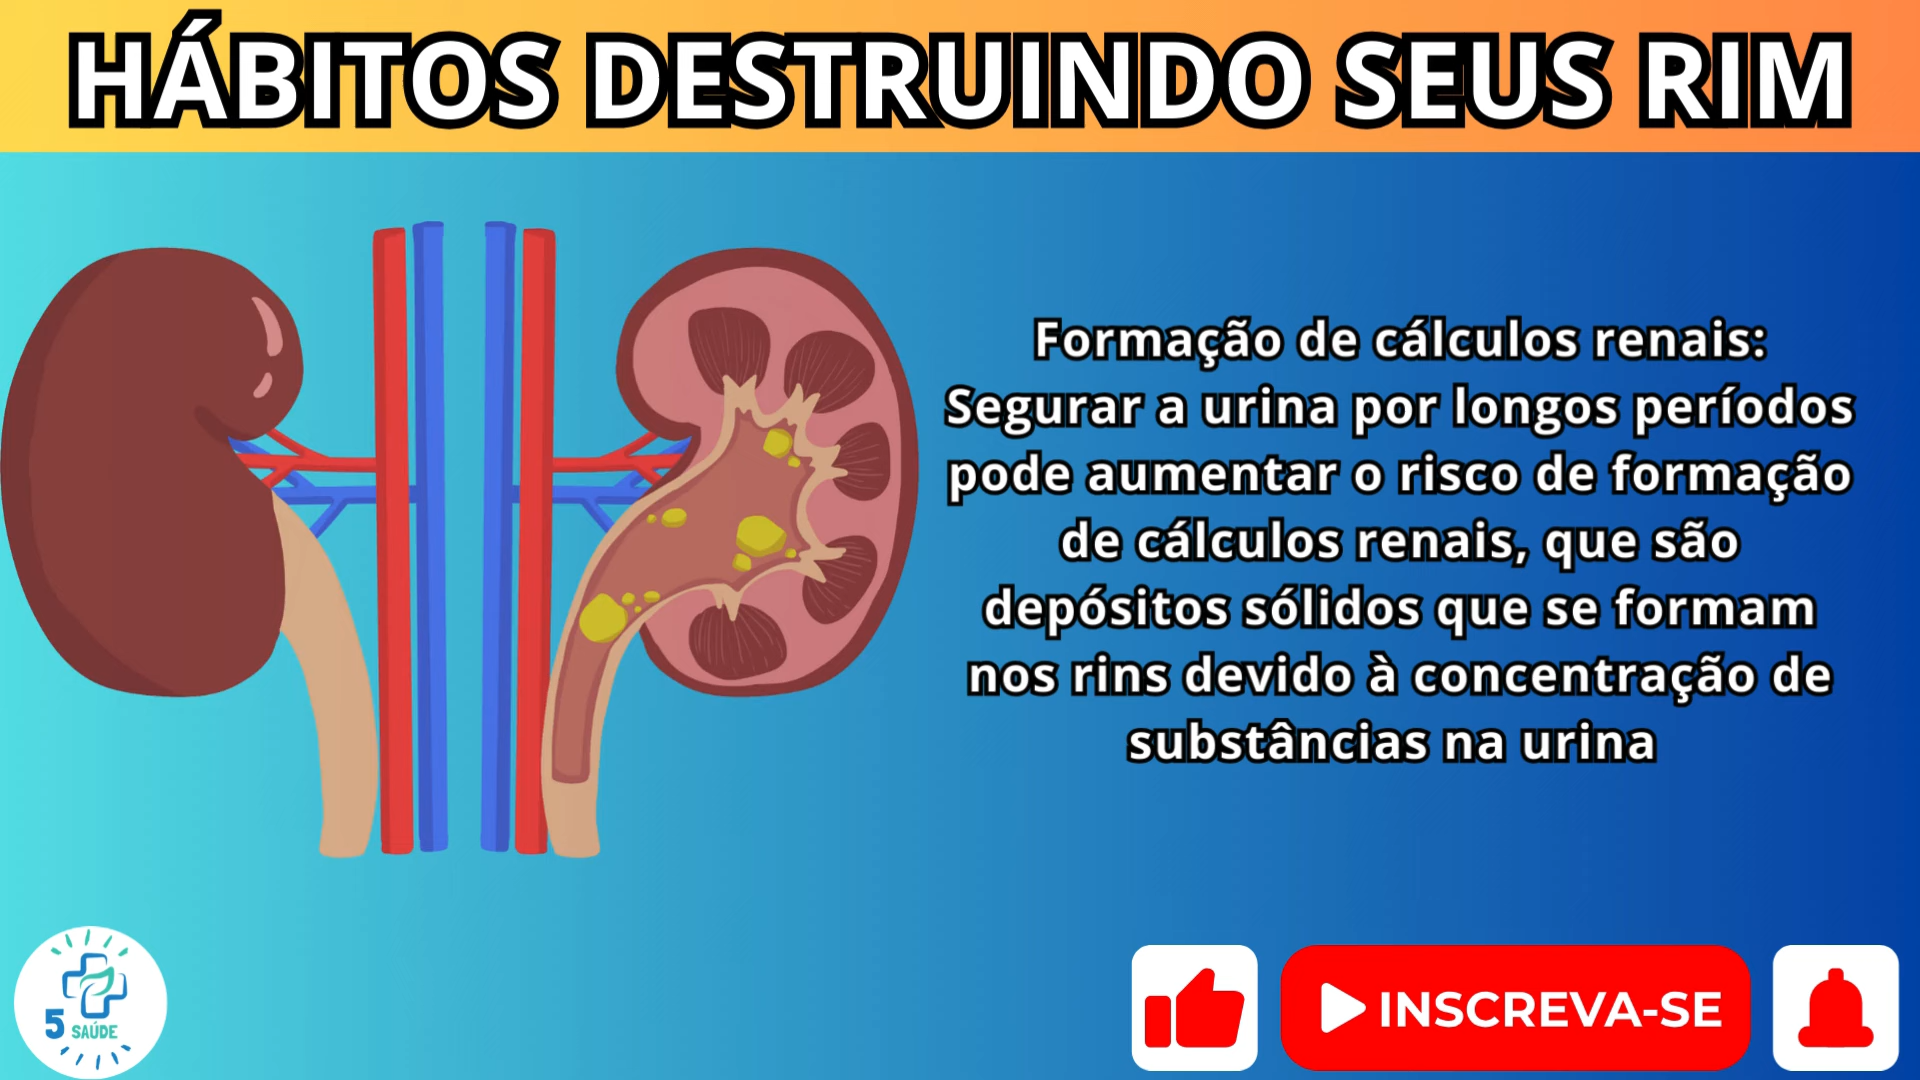 HÁBITOS DESTRUINDO SEUS RIM
Formação de cálculos renais:
Segurar a urina por longos períodos
pode aumentar o risco de formação
de cálculos renais, que são
depósitos sólidos que se formam
nos rins devido à concentração de
substâncias na urina
5 SAÚDE
INSCREVA-SE